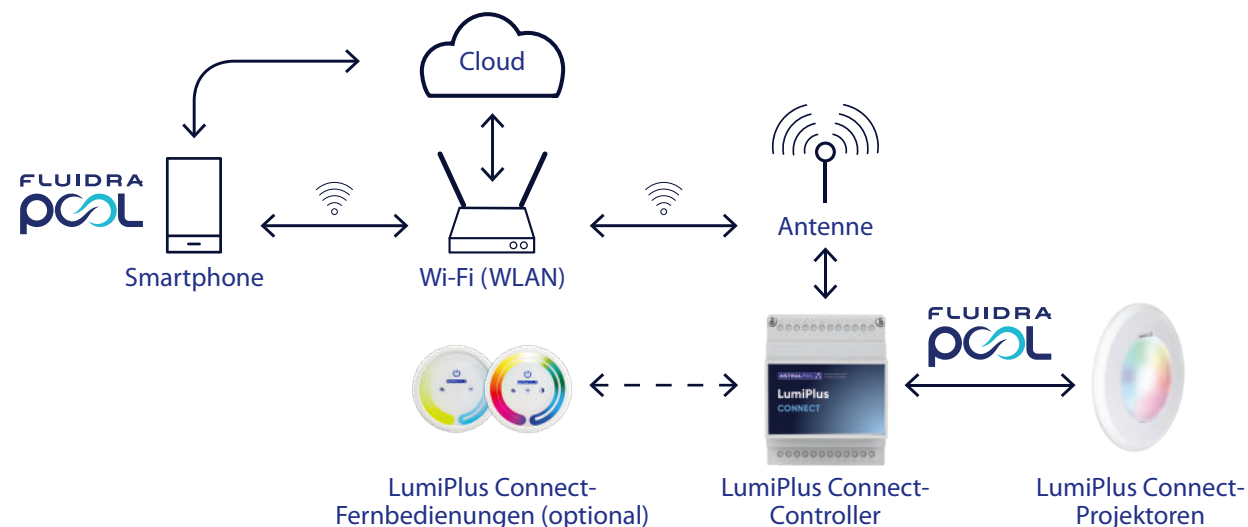 Cloud
FLUIDRA
POOL
Smartphone
Wi-Fi (WLAN)
Antenne
FLUIDRA
POOL
ASTRALPOOL
LumiPlus
CONNECT
LumiPlus Connect-
Fernbedienungen (optional)
LumiPlus Connect-
Controller
LumiPlus Connect-
Projektoren